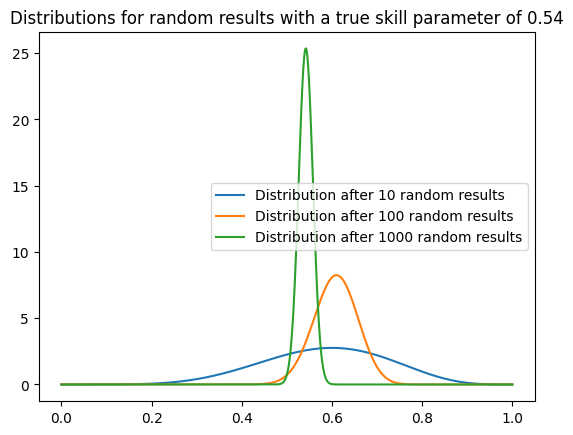 Distributions for random results with a true skill parameter of 0.54
25
20
15
10
5
0
Distribution after 10 random results
Distribution after 100 random results
Distribution after 1000 random results
0.0 0.2 0.4 0.6 0.8 1.0